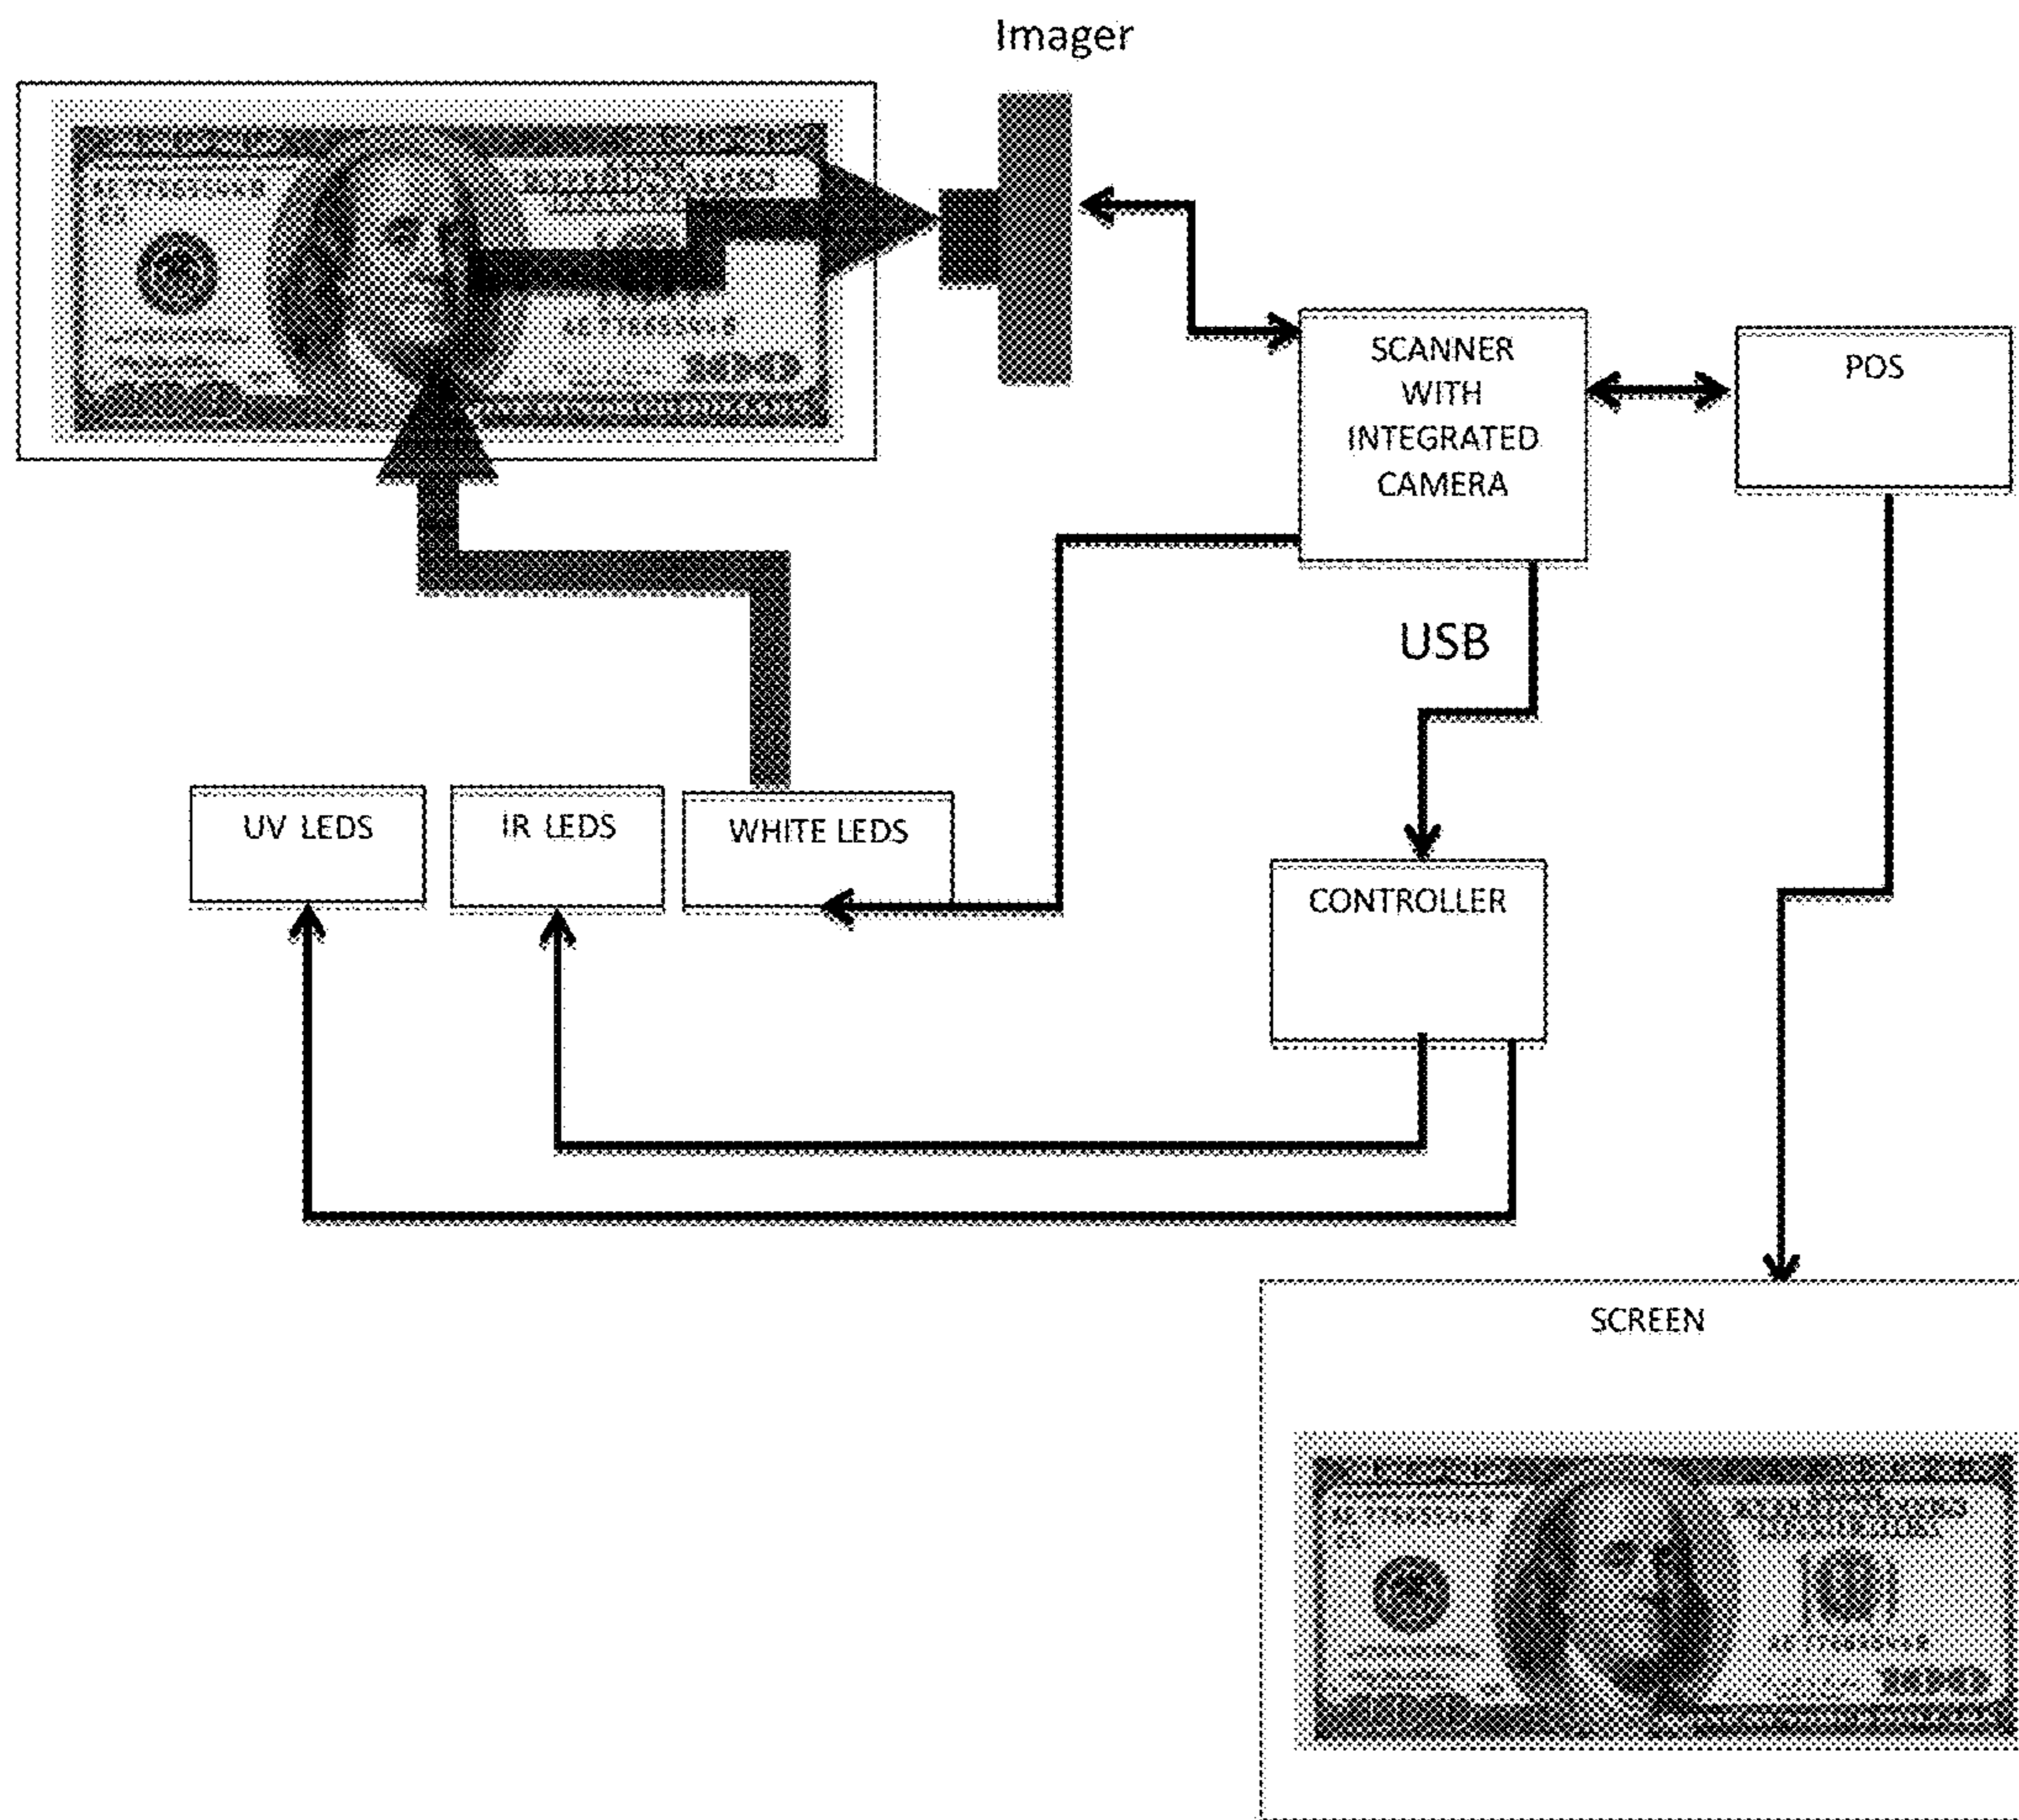 Imager
SCANNER
WITH
INTEGRATED
CAMERA
POS
USB
UV LEDS
IR LEDS
WHITE LEDS
CONTROLLER
SCREEN